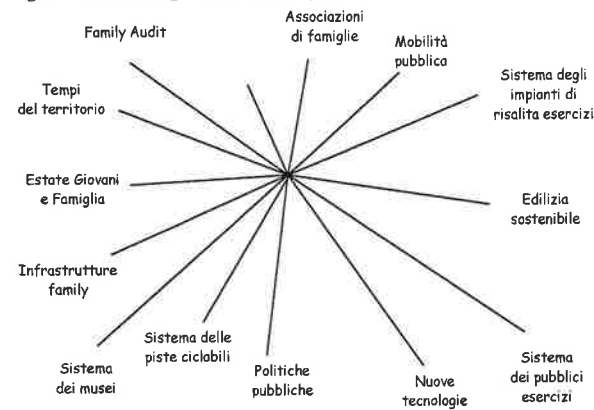 Family Audit
Associazioni
di famiglie
Mobilità
pubblica
Sistema degli
impianti di
risalita esercizi
Tempi
del territorio
Estate Giovani
e Famiglia
Edilizia
sostenibile
Infrastrutture
family
Sistema
dei musei
Sistema delle
piste ciclabili
Politiche
pubbliche
Nuove
tecnologie
Sistema
dei pubblici
esercizi